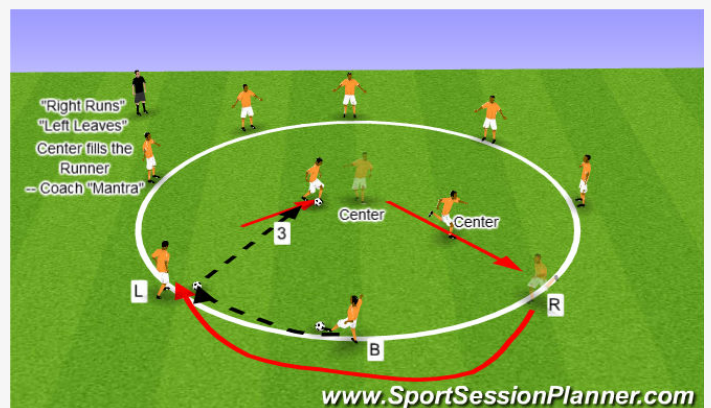 "Right Runs"
"Left Leaves"
Center fills the
Runner
-- Coach "Mantra"
Center
Center
3
L
R
B
www.SportSessionPlanner.com